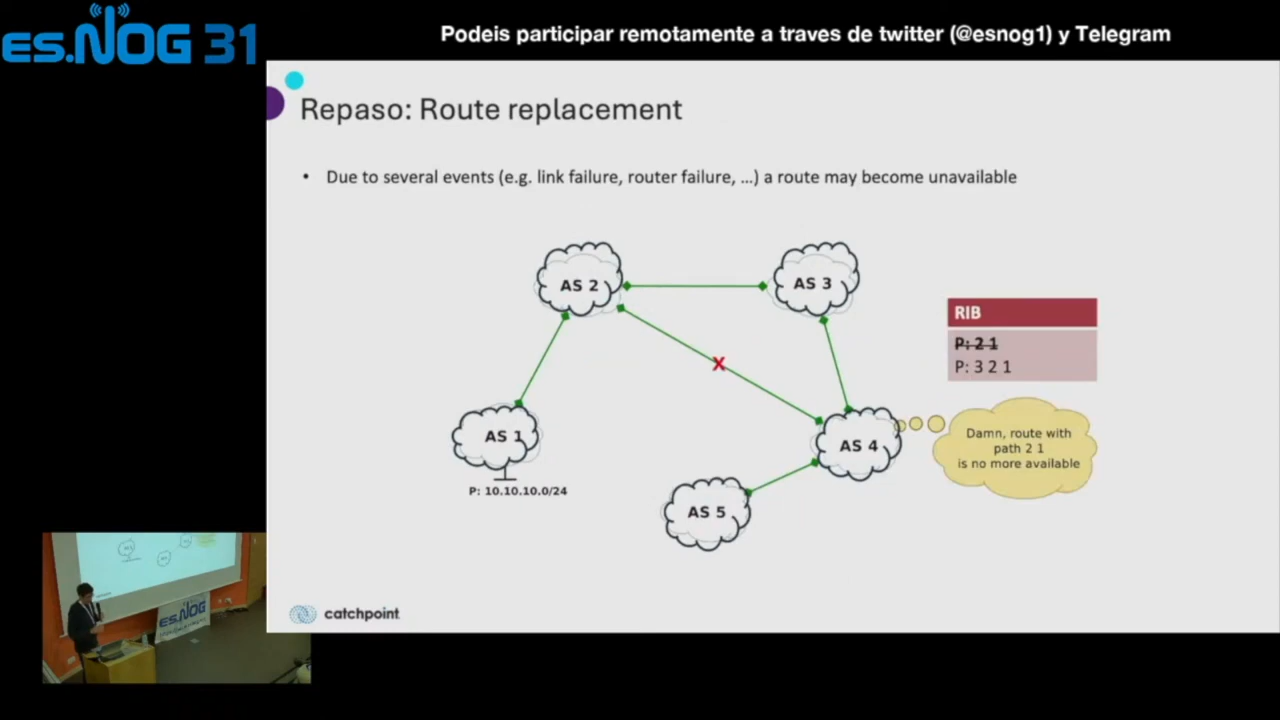 es.NOG 31
Podeis participar remotamente a traves de twitter (@esnog1) y Telegram
Repaso: Route replacement
• Due to several events (e.g. link failure, router failure, ...) a route may become unavailable
AS 2
AS 3
X
RIB
P: 2 1
P: 3 2 1
AS 1
AS 4
Damn, route with
path 2 1
is no more available
P: 10.10.10.0/24
AS 5
catchpoint
es.NOG